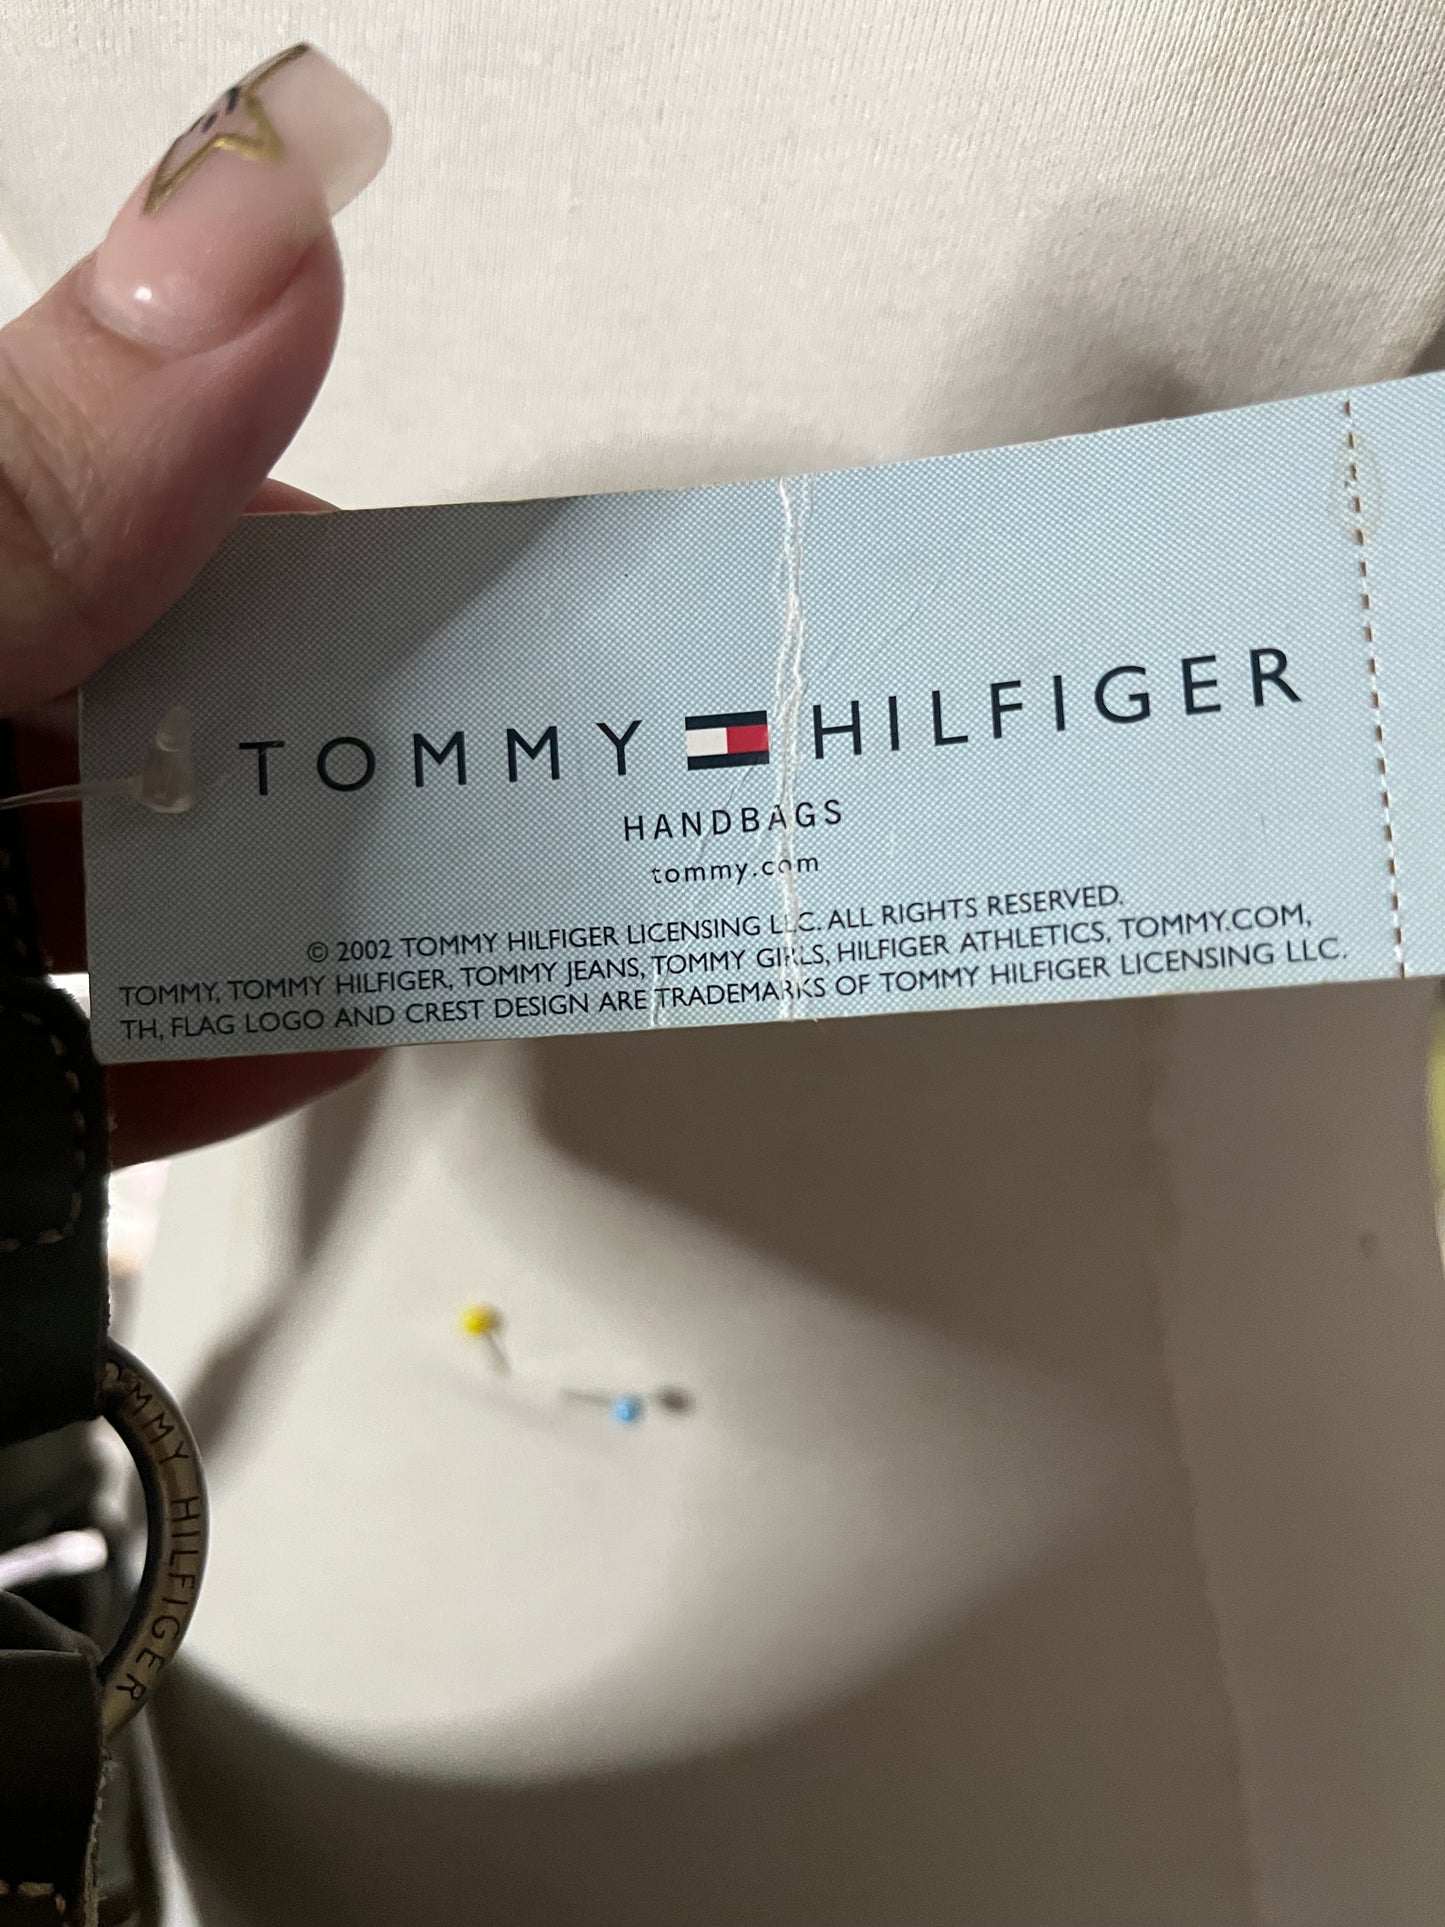 TOMMY HILFIGER
HANDBAGS
tommy.com
© 2002 TOMMY HILFIGER LICENSING LLC. ALL RIGHTS RESERVED.
TOMMY, TOMMY HILFIGER, TOMMY JEANS, TOMMY GIRLS, HILFIGER ATHLETICS, TOMMY.COM,
TH, FLAG LOGO AND CREST DESIGN ARE TRADEMARKS OF TOMMY HILFIGER LICENSING LLC.
TOMMY HILFIGER